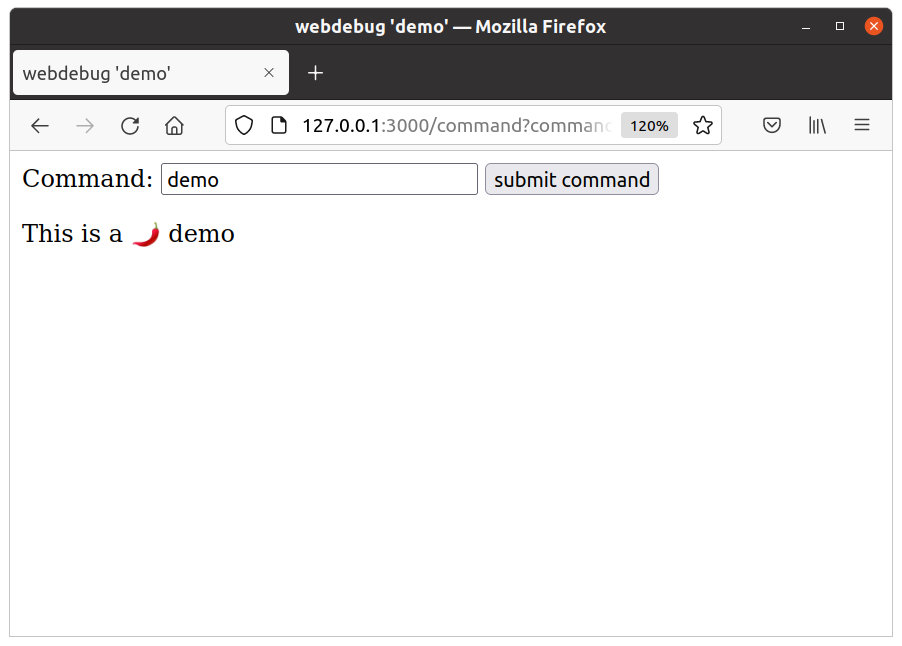 webdebug 'demo' — Mozilla Firefox
webdebug 'demo'
127.0.0.1:3000/command?comman
120%
Command: demo submit command
This is a 🌶️ demo